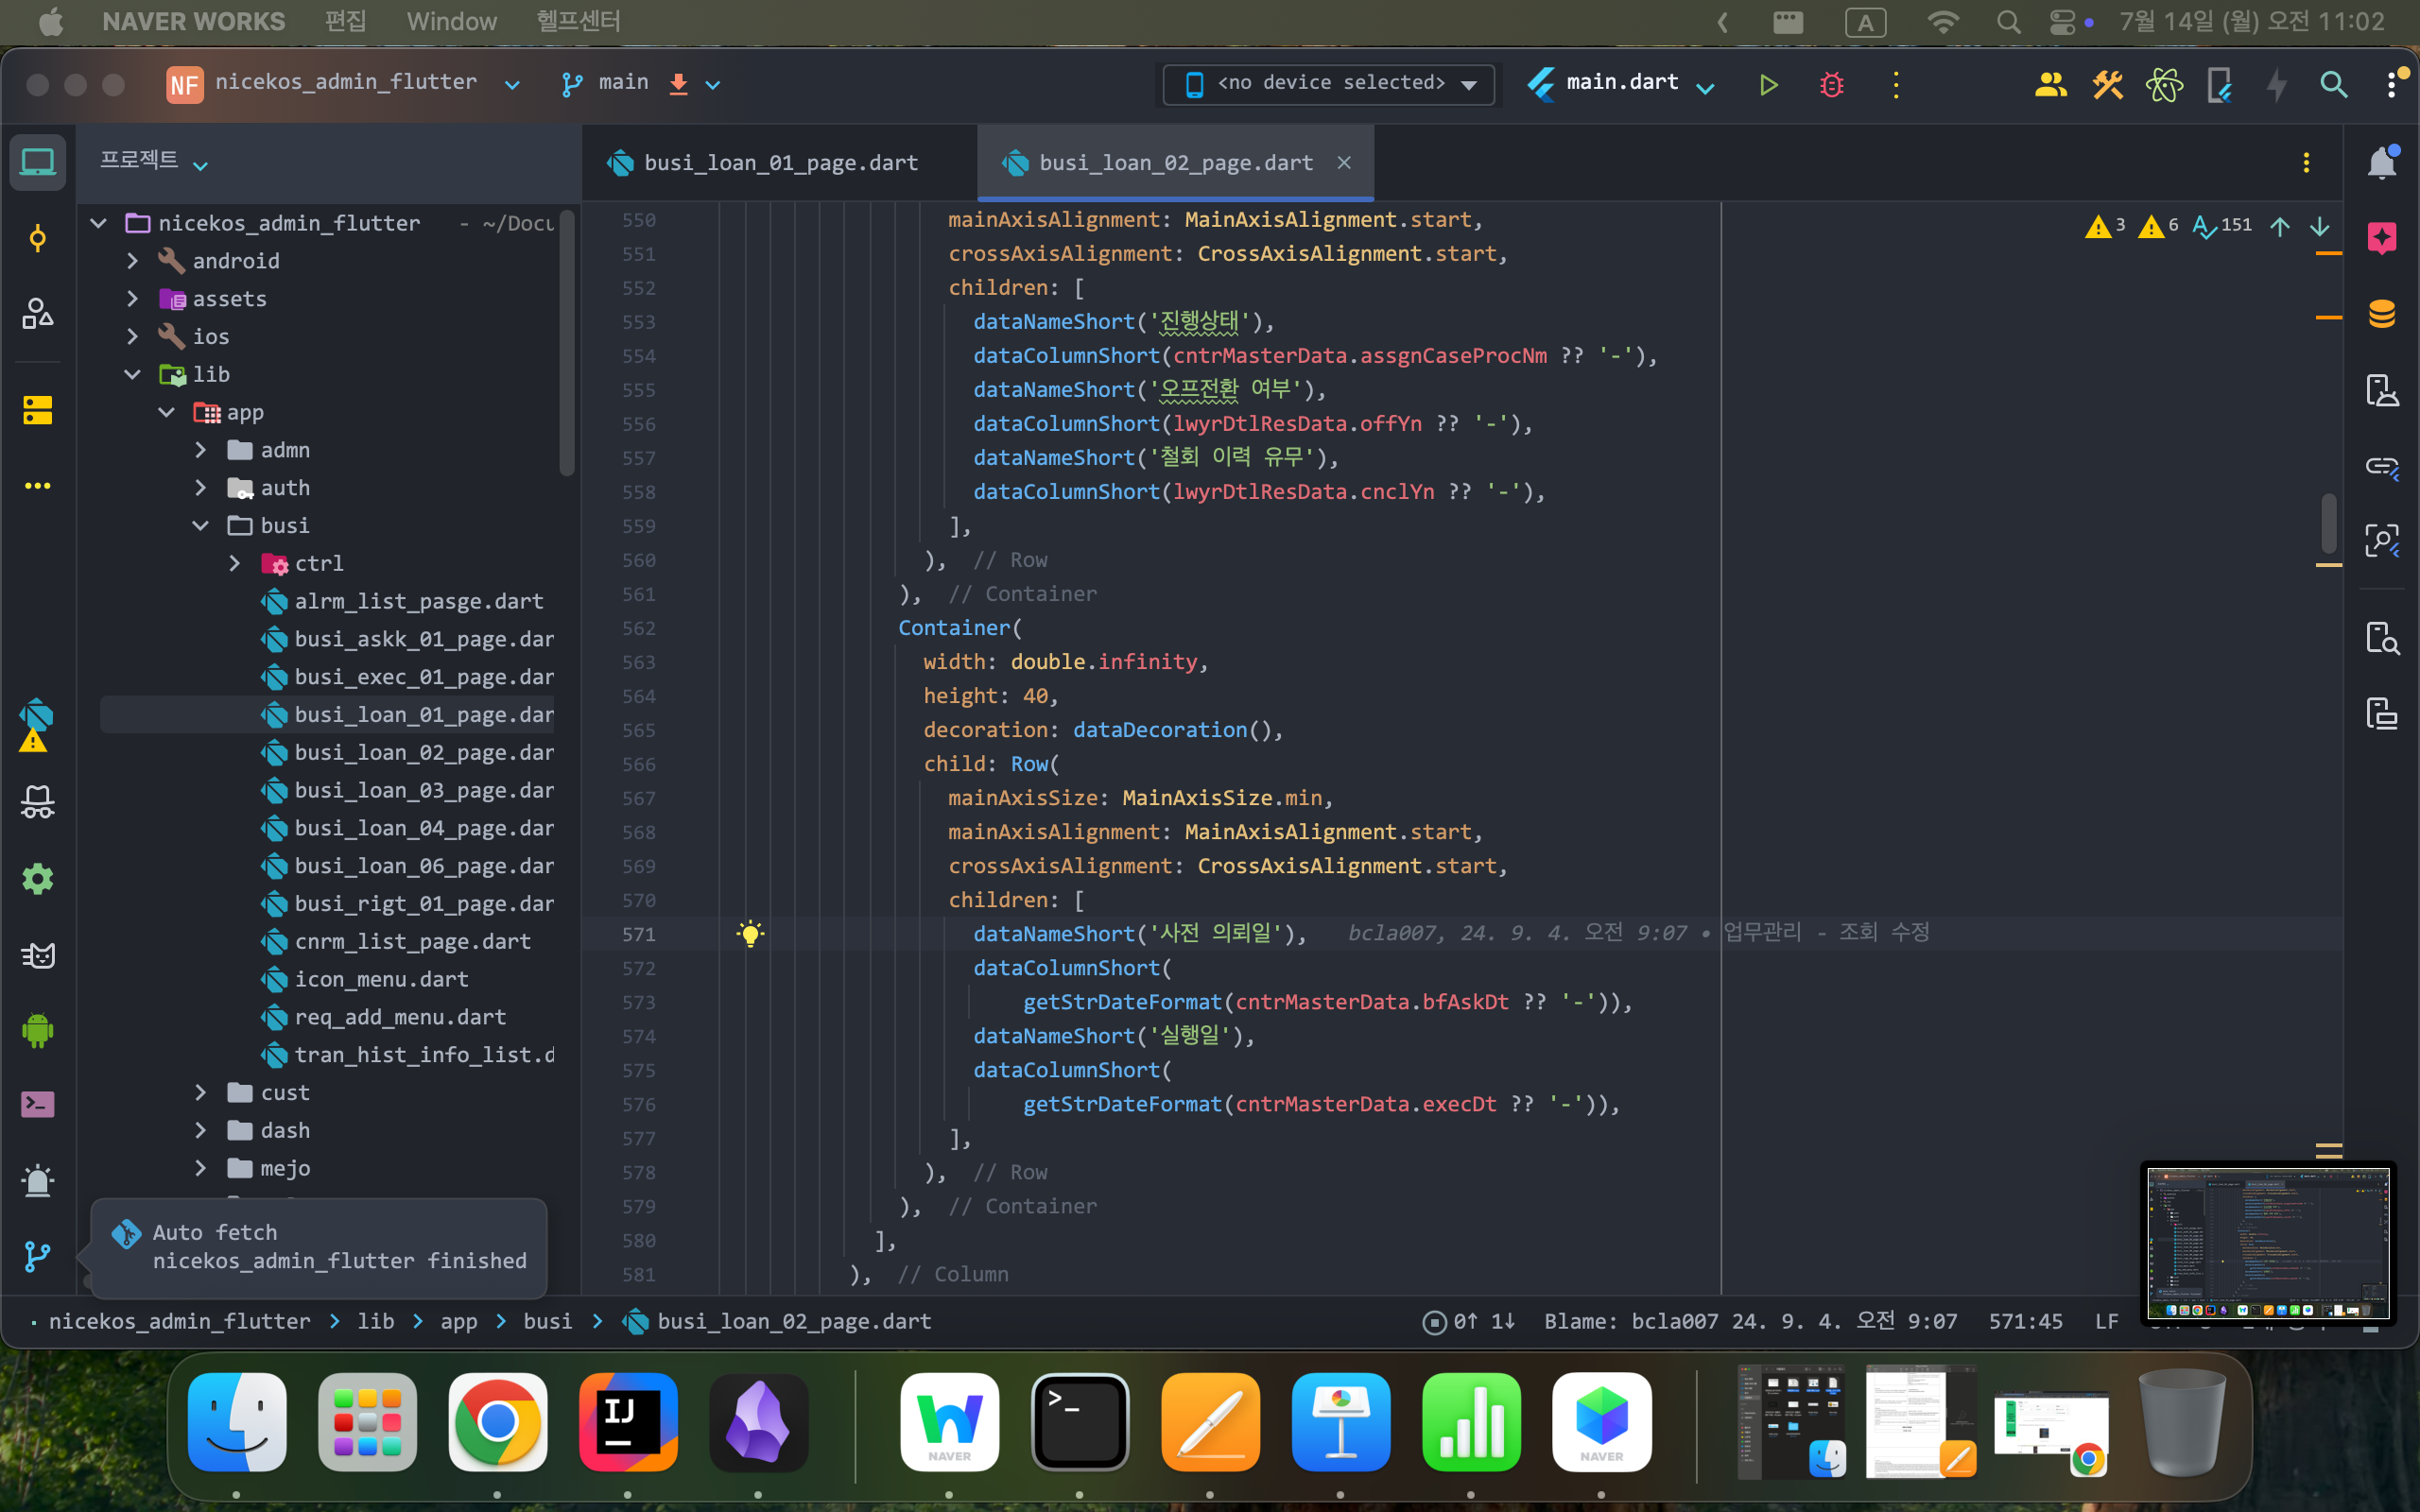 NAVER WORKS 편집 Window 헬프센터 A 7월 14일 (월) 오전 11:02
NF nicekos_admin_flutter main <no device selected> main.dart
프로젝트
busi_loan_01_page.dart busi_loan_02_page.dart
nicekos_admin_flutter - ~/Docu
android
assets
ios
lib
app
admn
auth
busi
ctrl
alrm_list_pasge.dart
busi_askk_01_page.dar
busi_exec_01_page.dar
busi_loan_01_page.dar
busi_loan_02_page.dar
busi_loan_03_page.dar
busi_loan_04_page.dar
busi_loan_06_page.dar
busi_rigt_01_page.dar
cnrm_list_page.dart
icon_menu.dart
req_add_menu.dart
tran_hist_info_list.d
cust
dash
mejo
3 6 151
550 mainAxisAlignment: MainAxisAlignment.start,
551 crossAxisAlignment: CrossAxisAlignment.start,
552 children: [
553 dataNameShort('진행상태'),
554 dataColumnShort(cntrMasterData.assgnCaseProcNm ?? '-'),
555 dataNameShort('오프전환 여부'),
556 dataColumnShort(lwyrDtlResData.offYn ?? '-'),
557 dataNameShort('철회 이력 유무'),
558 dataColumnShort(lwyrDtlResData.cnclYn ?? '-'),
559 ],
560 ), // Row
561 ), // Container
562 Container(
563 width: double.infinity,
564 height: 40,
565 decoration: dataDecoration(),
566 child: Row(
567 mainAxisSize: MainAxisSize.min,
568 mainAxisAlignment: MainAxisAlignment.start,
569 crossAxisAlignment: CrossAxisAlignment.start,
570 children: [
571 dataNameShort('사전 의뢰일'), bcla007, 24. 9. 4. 오전 9:07 • 업무관리 - 조회 수정
572 dataColumnShort(
573 getStrDateFormat(cntrMasterData.bfAskDt ?? '-')),
574 dataNameShort('실행일'),
575 dataColumnShort(
576 getStrDateFormat(cntrMasterData.execDt ?? '-')),
577 ],
578 ), // Row
579 ), // Container
580 ],
581 ), // Column
Auto fetch
nicekos_admin_flutter finished
nicekos_admin_flutter > lib > app > busi > busi_loan_02_page.dart 0↑ 1↓ Blame: bcla007 24. 9. 4. 오전 9:07 571:45 LF
IJ
NAVER
>_
NAVER